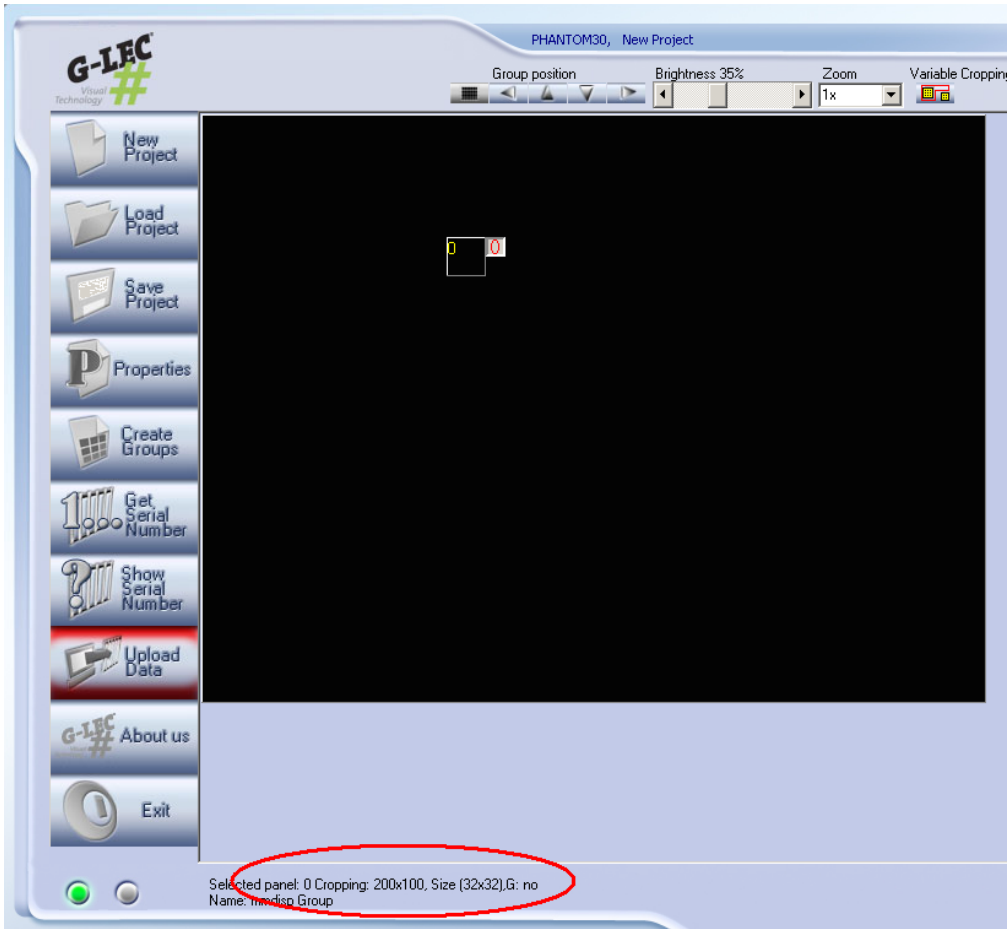 G-LEC
Visual
Technology
PHANTOM30, New Project
Group position
Brightness 35%
Zoom
Variable Cropping
1x
New
Project
Load
Project
Save
Project
Properties
Create
Groups
Get
Serial
Number
Show
Serial
Number
Upload
Data
About us
Exit
0
0
Selected panel: 0 Cropping: 200x100, Size (32x32),G: no
Name: mmdisp Group